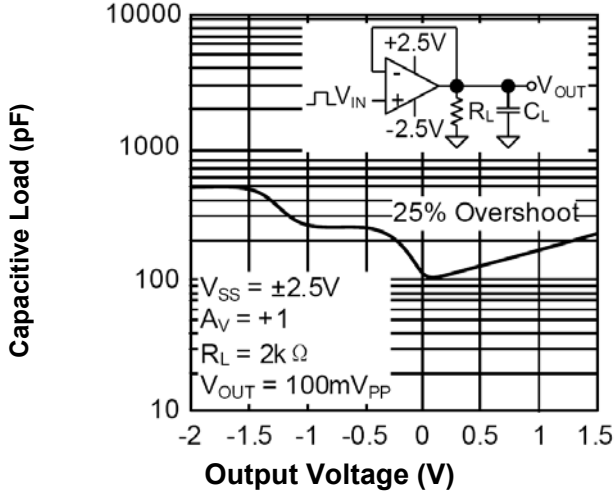 Capacitive Load (pF)
10000
1000
100
10
+2.5V
-
+
V_IN
-2.5V
R_L
C_L
V_OUT
25% Overshoot
V_SS = ±2.5V
A_V = +1
R_L = 2k Ω
V_OUT = 100mV_PP
-2 -1.5 -1 -0.5 0 0.5 1 1.5
Output Voltage (V)